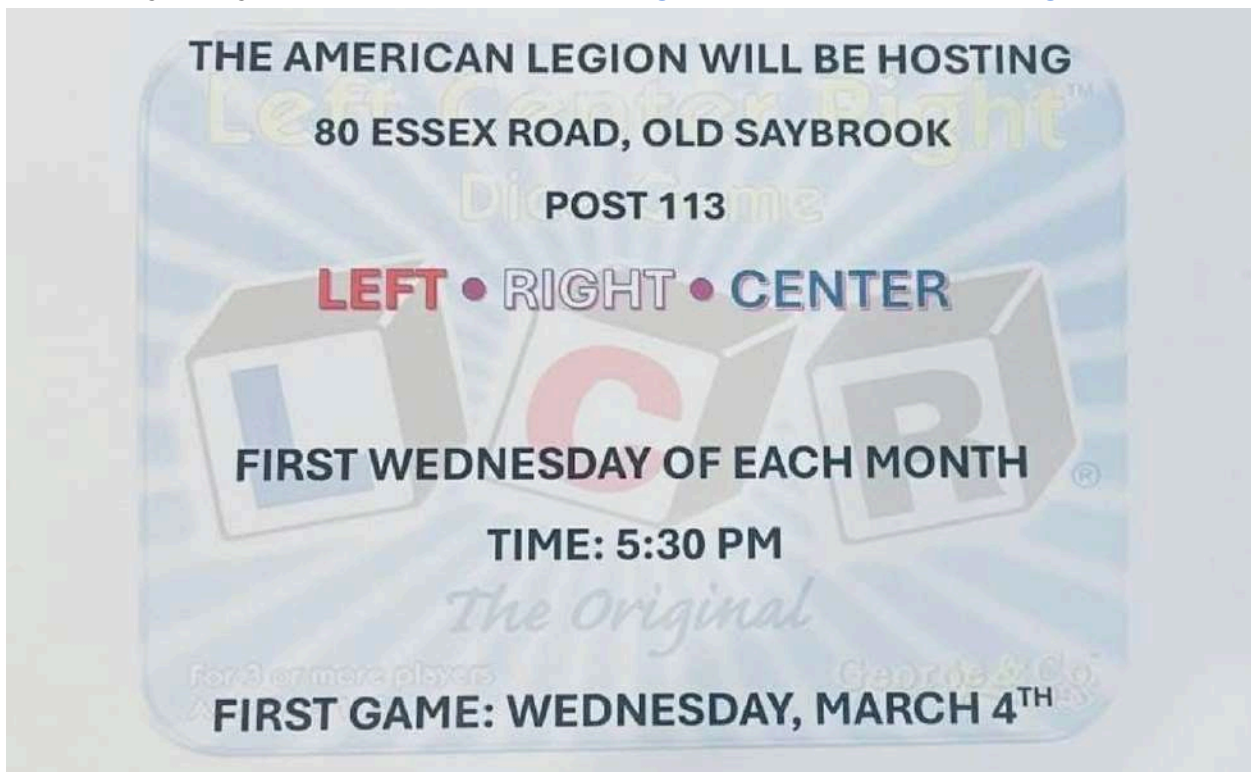 THE AMERICAN LEGION WILL BE HOSTING
Left Center Right™
80 ESSEX ROAD, OLD SAYBROOK
Dice Game
POST 113
LEFT • RIGHT • CENTER
L C R ®
FIRST WEDNESDAY OF EACH MONTH
TIME: 5:30 PM
The Original
For 3 or more players
George & Co.
FIRST GAME: WEDNESDAY, MARCH 4TH